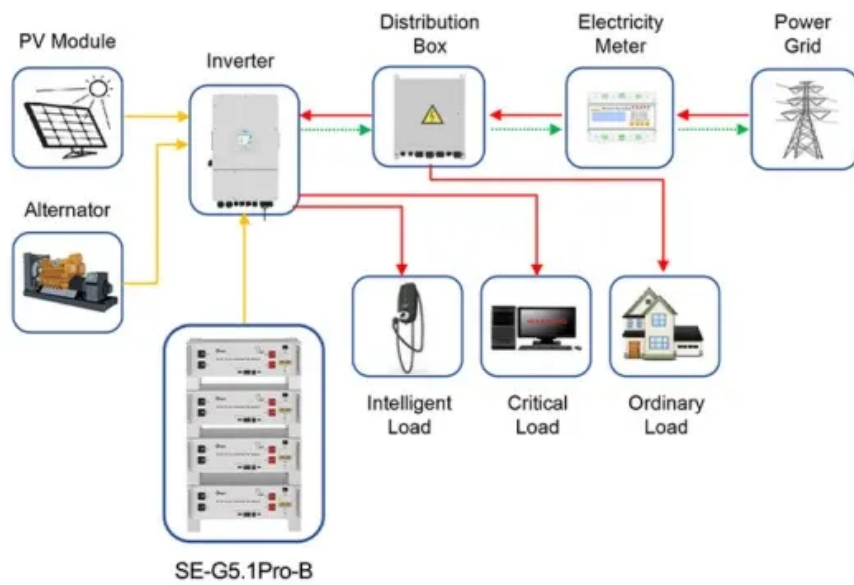 PV Module
Inverter
Distribution
Box
Electricity
Meter
Power
Grid
Alternator
Intelligent
Load
Critical
Load
Ordinary
Load
SE-G5.1Pro-B